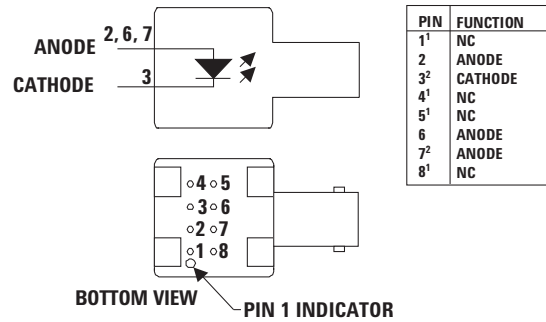 ANODE 2, 6, 7
CATHODE 3
4 5
3 6
2 7
1 8
BOTTOM VIEW
PIN 1 INDICATOR
PIN FUNCTION
1¹ NC
2 ANODE
3² CATHODE
4¹ NC
5¹ NC
6 ANODE
7² ANODE
8¹ NC